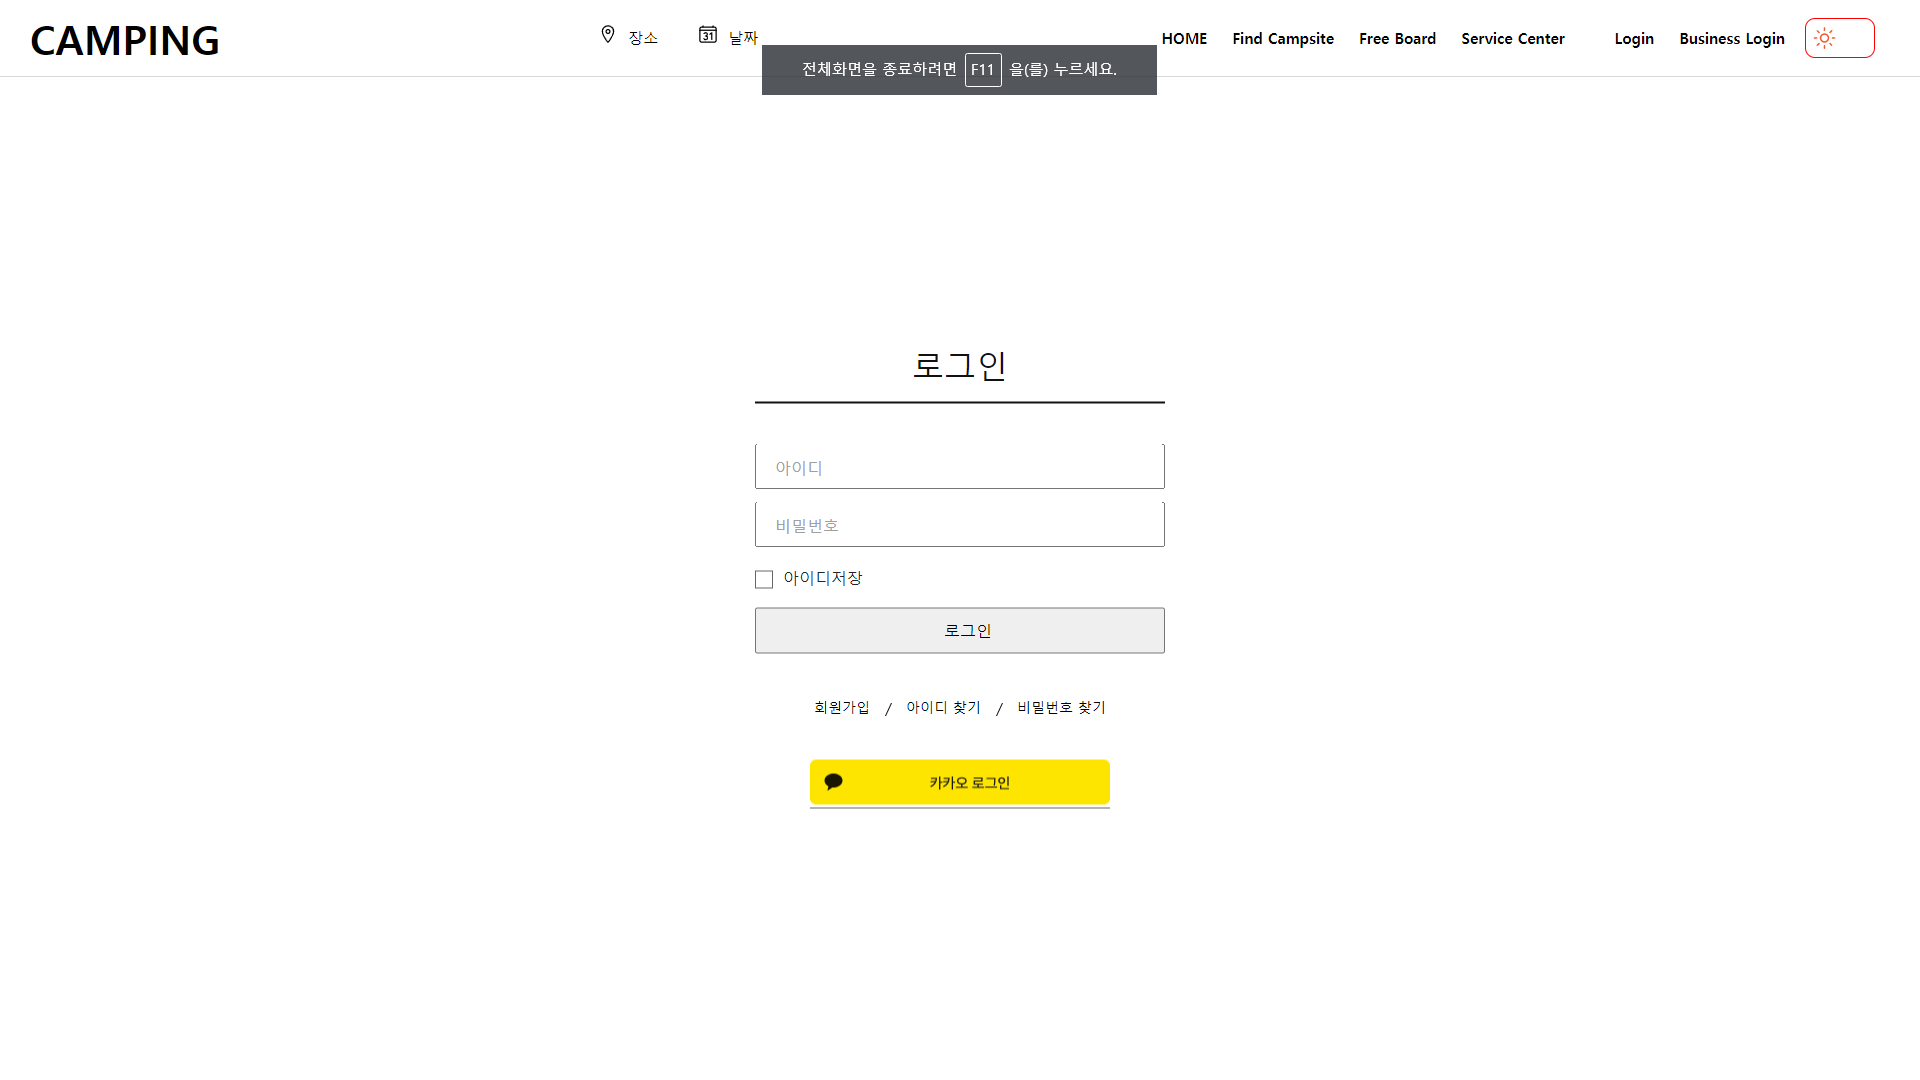 CAMPING
장소
31
날짜
HOME Find Campsite Free Board Service Center Login Business Login
전체화면을 종료하려면 F11 을(를) 누르세요.
로그인
아이디
비밀번호
아이디저장
로그인
회원가입 / 아이디 찾기 / 비밀번호 찾기
카카오 로그인